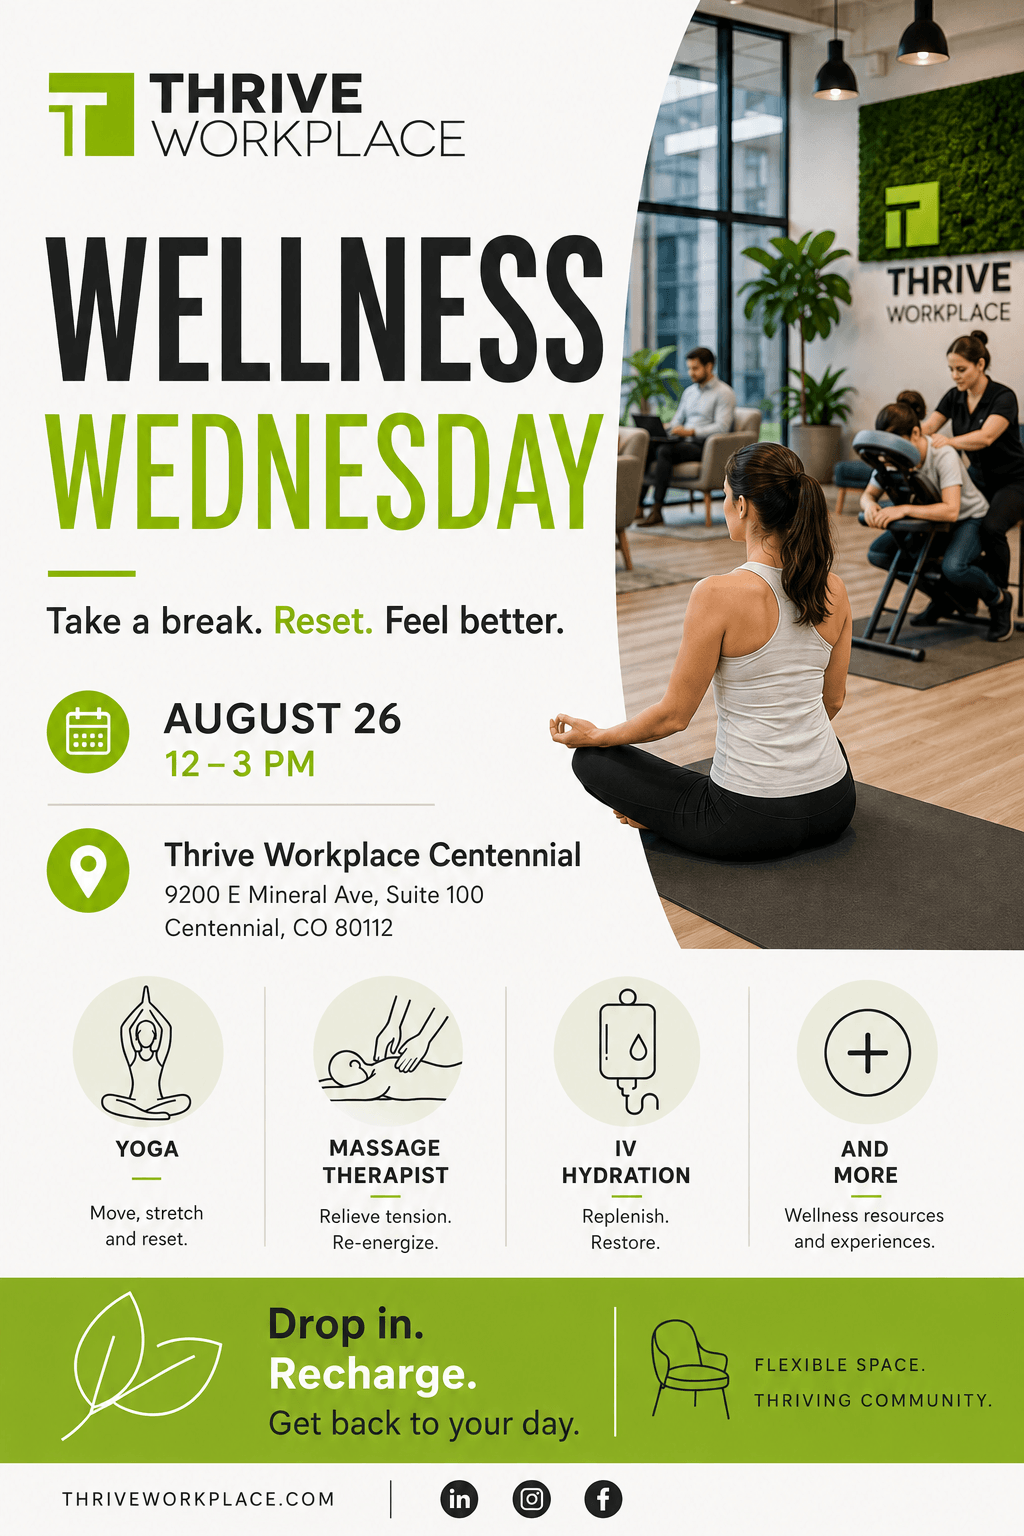 THRIVE
WORKPLACE
WELLNESS
WEDNESDAY
Take a break. Reset. Feel better.
AUGUST 26
12 – 3 PM
Thrive Workplace Centennial
9200 E Mineral Ave, Suite 100
Centennial, CO 80112
THRIVE
WORKPLACE
YOGA
Move, stretch
and reset.
MASSAGE
THERAPIST
Relieve tension.
Re-energize.
IV
HYDRATION
Replenish.
Restore.
AND
MORE
Wellness resources
and experiences.
Drop in.
Recharge.
Get back to your day.
FLEXIBLE SPACE.
THRIVING COMMUNITY.
THRIVEWORKPLACE.COM